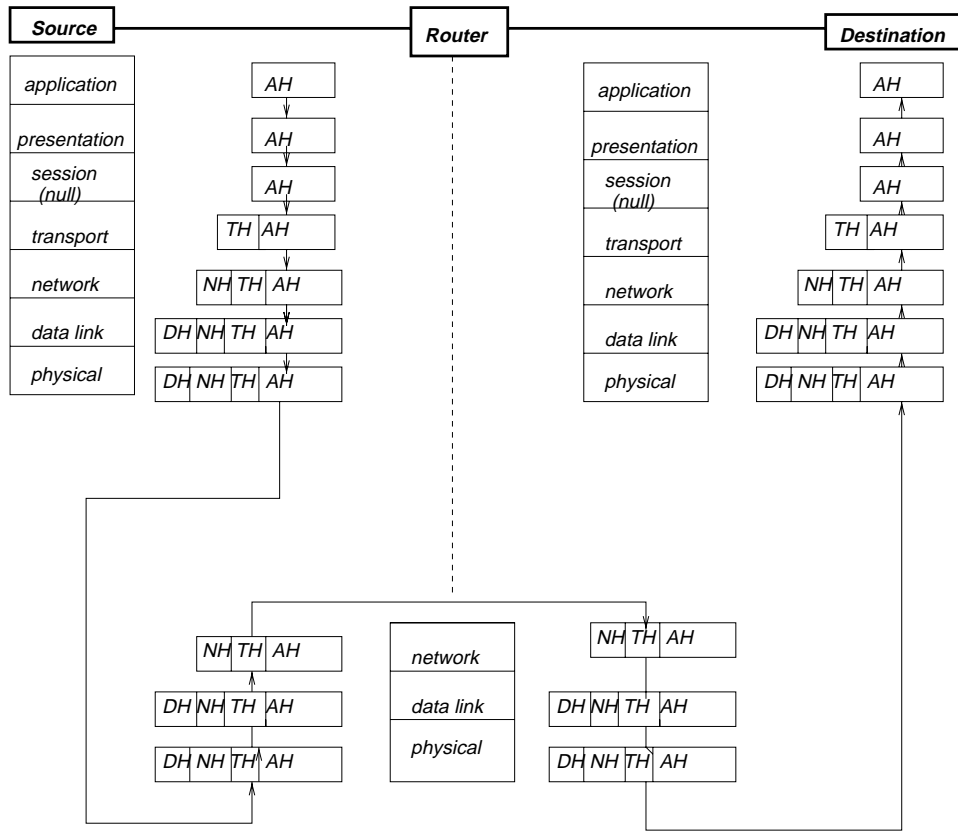 Source Router Destination
application AH application AH
presentation AH presentation AH
session AH session AH
(null) (null)
transport TH AH transport TH AH
network NH TH AH network NH TH AH
data link DH NH TH AH data link DH NH TH AH
physical DH NH TH AH physical DH NH TH AH
NH TH AH network NH TH AH
DH NH TH AH data link DH NH TH AH
DH NH TH AH physical DH NH TH AH